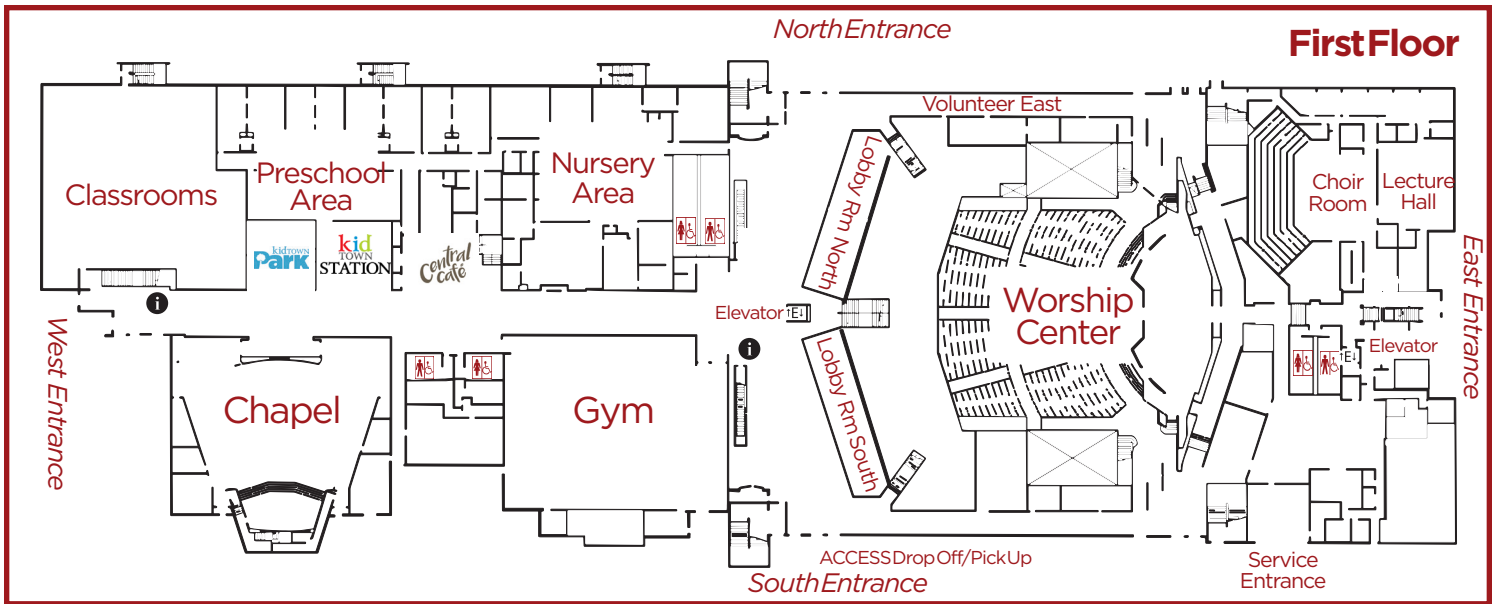 North Entrance
First Floor
Volunteer East
Classrooms
Preschool
Area
Nursery
Area
Lobby Rm North
Choir
Room
Lecture
Hall
kidTOWN
Park
kid
TOWN
STATION
Central
café
i
Elevator
↑E↓
Worship
Center
West Entrance
East Entrance
i
Lobby Rm South
↑E↓
Elevator
Chapel
Gym
ACCESS Drop Off/Pick Up
South Entrance
Service
Entrance